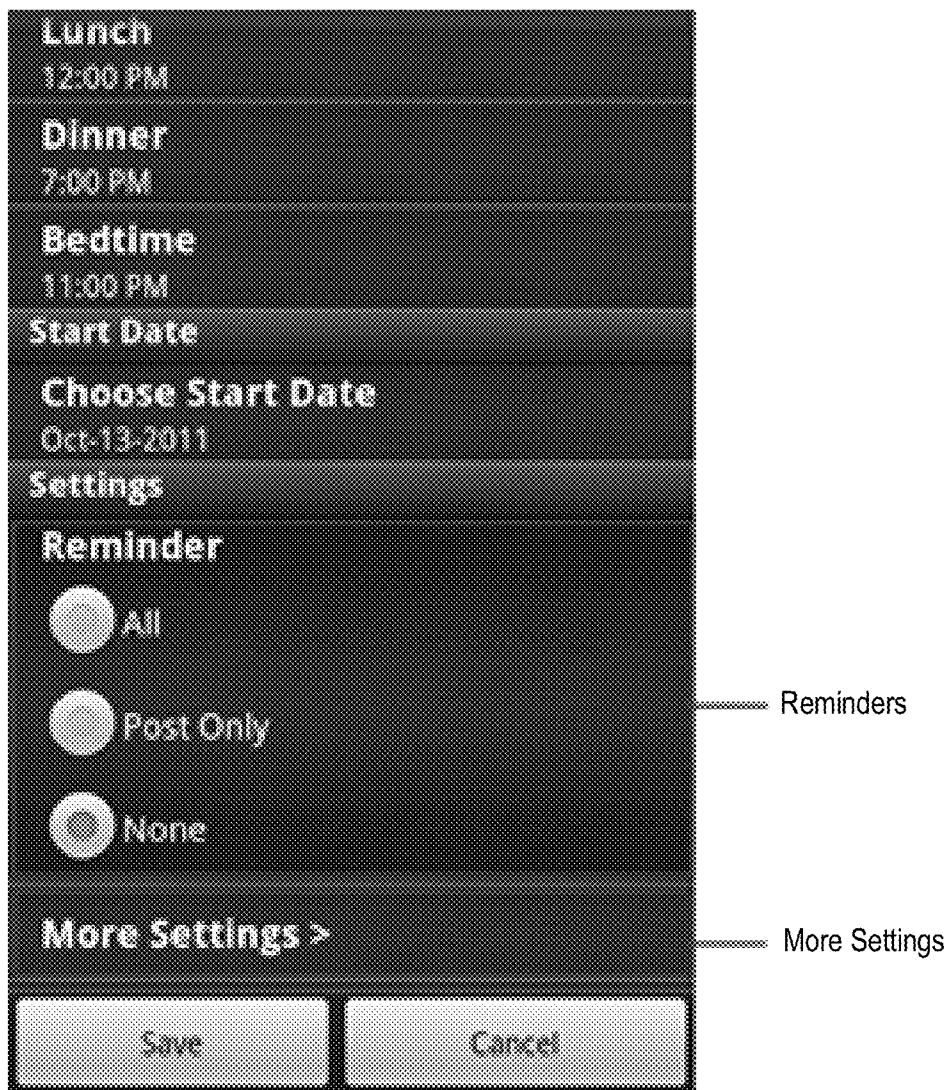 Lunch
12:00 PM
Dinner
7:00 PM
Bedtime
11:00 PM
Start Date
Choose Start Date
Oct-13-2011
Settings
Reminder
All
Post Only
Reminders
None
More Settings >
More Settings
Save
Cancel